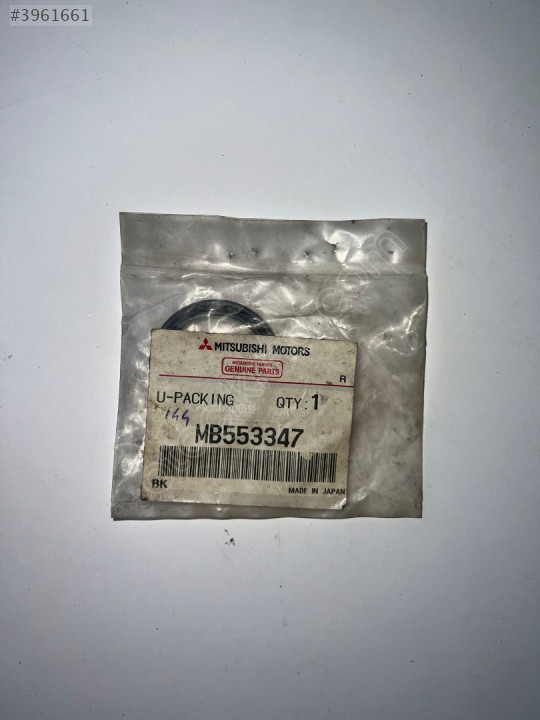 #3961661
MITSUBISHI MOTORS
GENUINE PARTS
R
U-PACKING QTY:1
144
MB553347
BK
MADE IN JAPAN